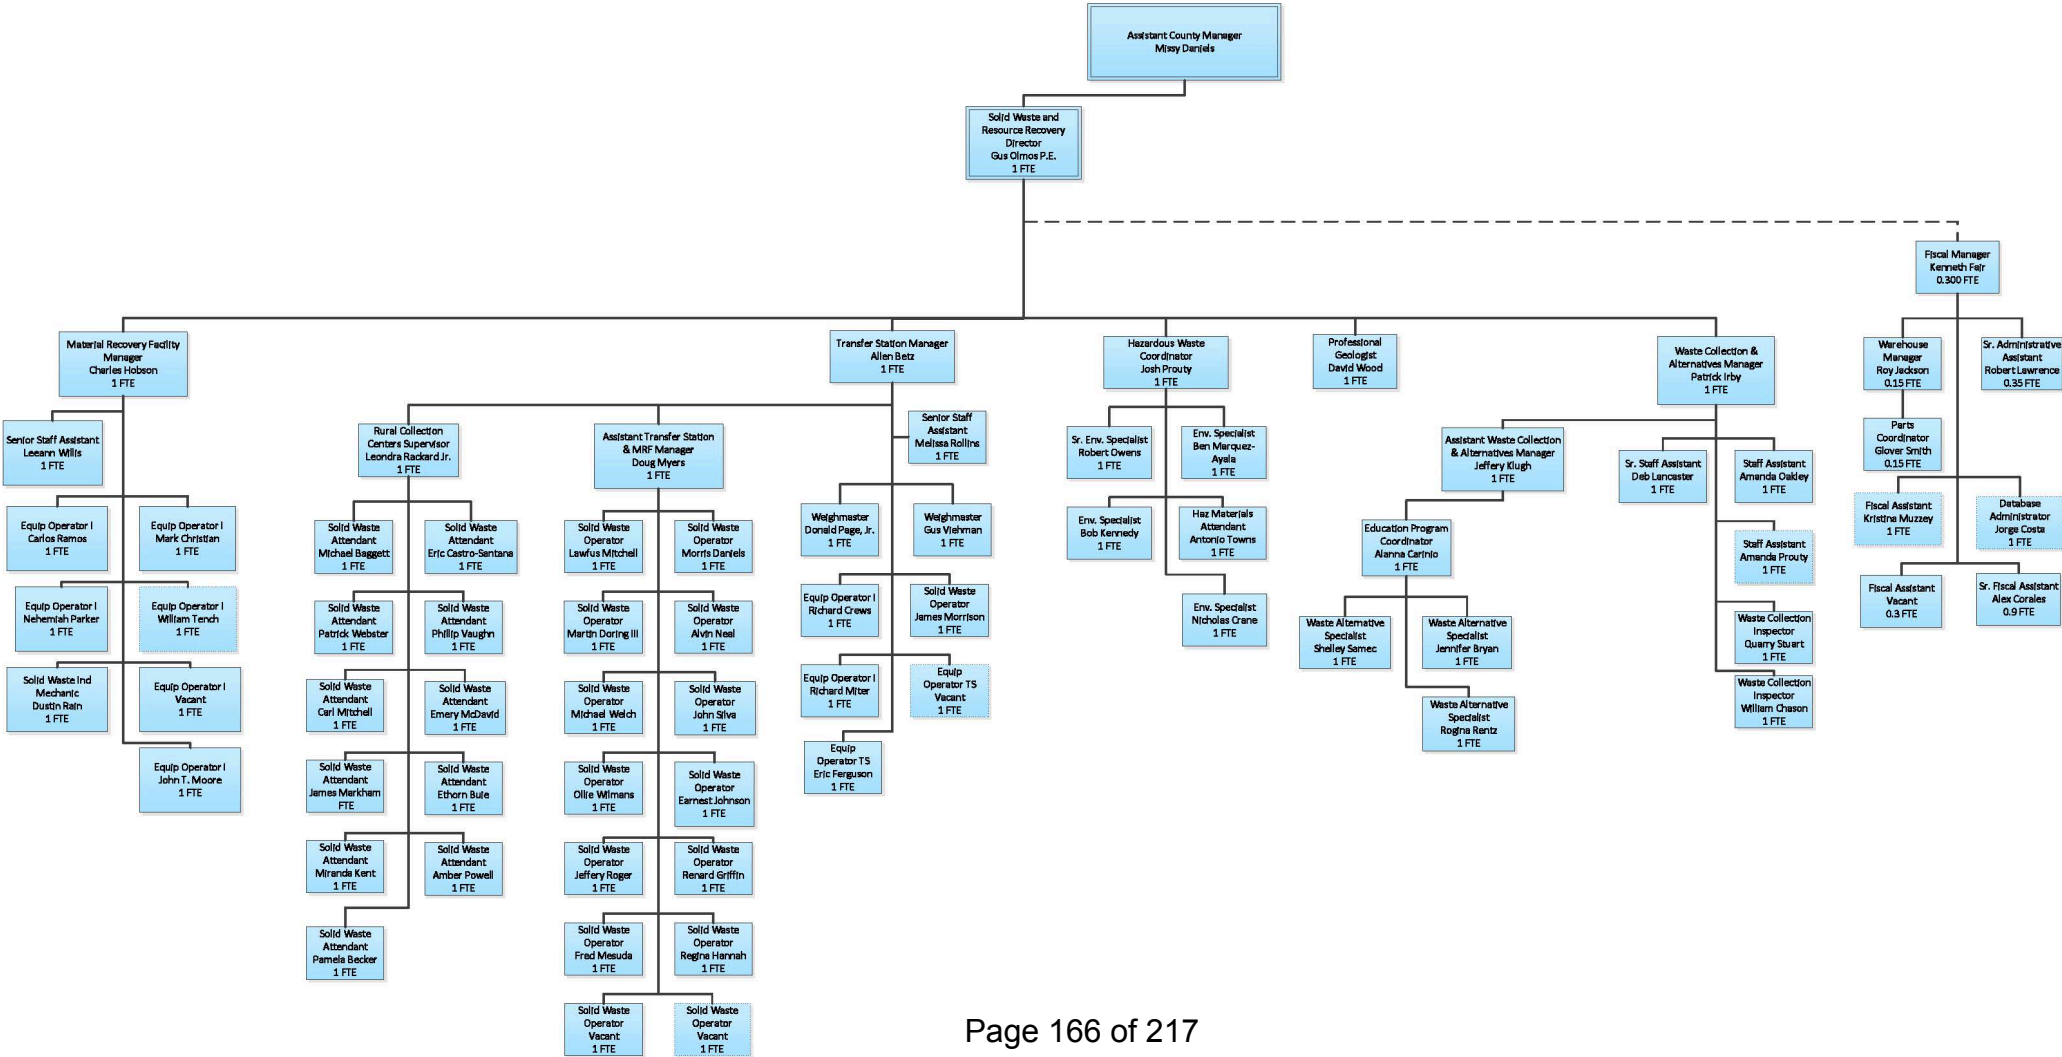 Assistant County Manager
Missy Daniels
Solid Waste and
Resource Recovery
Director
Gus Olmos P.E.
1 FTE
Fiscal Manager
Kenneth Fair
0.300 FTE
Material Recovery Facility
Manager
Charles Hobson
1 FTE
Senior Staff Assistant
Leeann Willis
1 FTE
Equip Operator I
Carlos Ramos
1 FTE
Equip Operator I
Mark Christian
1 FTE
Equip Operator I
Nehemiah Parker
1 FTE
Equip Operator I
William Tench
1 FTE
Solid Waste Ind
Mechanic
Dustin Rain
1 FTE
Equip Operator I
Vacant
1 FTE
Equip Operator I
John T. Moore
1 FTE
Transfer Station Manager
Allen Betz
1 FTE
Rural Collection
Centers Supervisor
Leondra Rackard Jr.
1 FTE
Solid Waste
Attendant
Michael Baggett
1 FTE
Solid Waste
Attendant
Eric Castro-Santana
1 FTE
Solid Waste
Attendant
Patrick Webster
1 FTE
Solid Waste
Attendant
Phillip Vaughn
1 FTE
Solid Waste
Attendant
Carl Mitchell
1 FTE
Solid Waste
Attendant
Emery McDavid
1 FTE
Solid Waste
Attendant
James Markham
FTE
Solid Waste
Attendant
Ethorn Buie
1 FTE
Solid Waste
Attendant
Miranda Kent
1 FTE
Solid Waste
Attendant
Amber Powell
1 FTE
Solid Waste
Attendant
Pamela Becker
1 FTE
Assistant Transfer Station
& MRF Manager
Doug Myers
1 FTE
Solid Waste
Operator
Lawfus Mitchell
1 FTE
Solid Waste
Operator
Morris Daniels
1 FTE
Solid Waste
Operator
Martin Doring III
1 FTE
Solid Waste
Operator
Alvin Neal
1 FTE
Solid Waste
Operator
Michael Welch
1 FTE
Solid Waste
Operator
John Silva
1 FTE
Solid Waste
Operator
Ollie Wilmans
1 FTE
Solid Waste
Operator
Earnest Johnson
1 FTE
Solid Waste
Operator
Jeffery Roger
1 FTE
Solid Waste
Operator
Renard Griffin
1 FTE
Solid Waste
Operator
Fred Mesuda
1 FTE
Solid Waste
Operator
Regina Hannah
1 FTE
Solid Waste
Operator
Vacant
1 FTE
Solid Waste
Operator
Vacant
1 FTE
Senior Staff
Assistant
Melissa Rollins
1 FTE
Weighmaster
Donald Page, Jr.
1 FTE
Weighmaster
Gus Viehman
1 FTE
Equip Operator I
Richard Crews
1 FTE
Solid Waste
Operator
James Morrison
1 FTE
Equip Operator I
Richard Miter
1 FTE
Equip
Operator TS
Vacant
1 FTE
Equip
Operator TS
Eric Ferguson
1 FTE
Hazardous Waste
Coordinator
Josh Prouty
1 FTE
Sr. Env. Specialist
Robert Owens
1 FTE
Env. Specialist
Ben Marquez-
Ayala
1 FTE
Env. Specialist
Bob Kennedy
1 FTE
Haz Materials
Attendant
Antonio Towns
1 FTE
Env. Specialist
Nicholas Crane
1 FTE
Professional
Geologist
David Wood
1 FTE
Waste Collection &
Alternatives Manager
Patrick Irby
1 FTE
Assistant Waste Collection
& Alternatives Manager
Jeffery Klugh
1 FTE
Education Program
Coordinator
Alanna Carinio
1 FTE
Waste Alternative
Specialist
Shelley Samec
1 FTE
Waste Alternative
Specialist
Jennifer Bryan
1 FTE
Waste Alternative
Specialist
Rogina Rentz
1 FTE
Sr. Staff Assistant
Deb Lancaster
1 FTE
Staff Assistant
Amanda Oakley
1 FTE
Staff Assistant
Amanda Prouty
1 FTE
Waste Collection
Inspector
Quarry Stuart
1 FTE
Waste Collection
Inspector
William Chason
1 FTE
Warehouse
Manager
Roy Jackson
0.15 FTE
Sr. Administrative
Assistant
Robert Lawrence
0.35 FTE
Parts
Coordinator
Glover Smith
0.15 FTE
Fiscal Assistant
Kristina Muzzey
1 FTE
Database
Administrator
Jorge Costa
1 FTE
Fiscal Assistant
Vacant
0.3 FTE
Sr. Fiscal Assistant
Alex Corales
0.9 FTE
Page 166 of 217